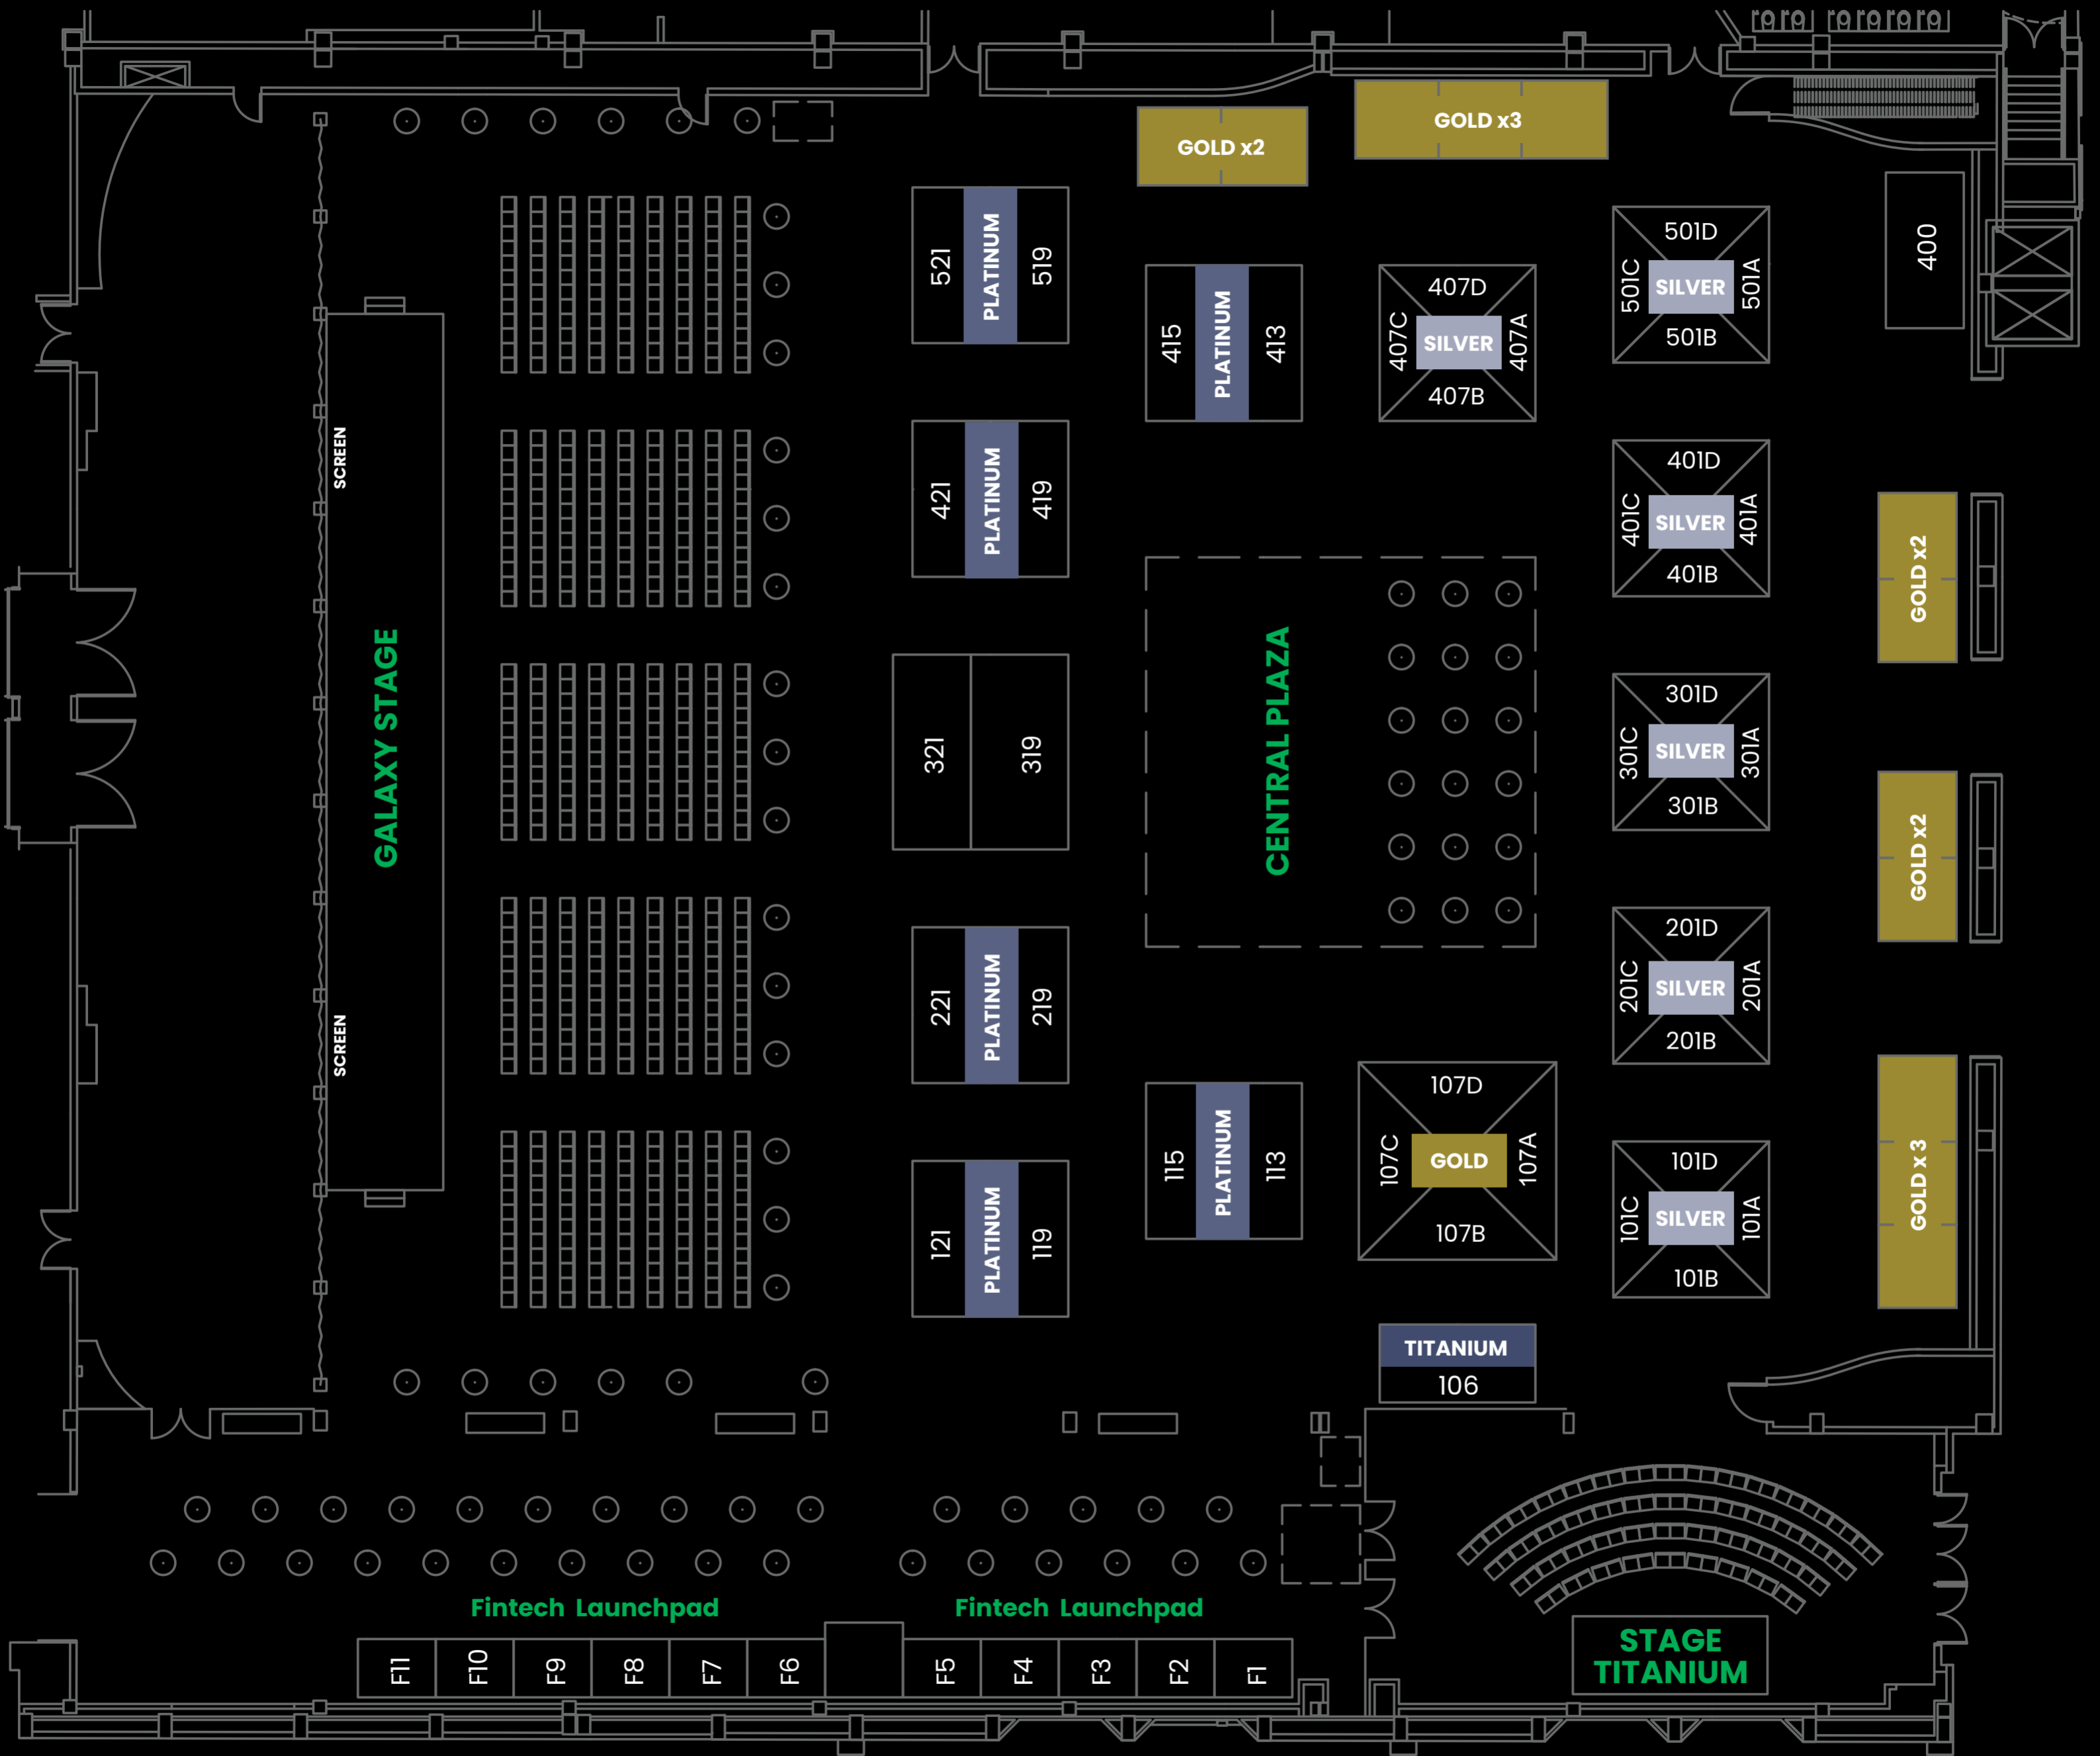 GOLD x2
GOLD x3
521
PLATINUM
519
415
PLATINUM
413
407D
407C
SILVER
407A
407B
501D
501C
SILVER
501A
501B
400
SCREEN
421
PLATINUM
419
401D
401C
SILVER
401A
401B
GOLD x2
GALAXY STAGE
321
319
CENTRAL PLAZA
301D
301C
SILVER
301A
301B
GOLD x2
SCREEN
221
PLATINUM
219
201D
201C
SILVER
201A
201B
121
PLATINUM
119
115
PLATINUM
113
107D
107C
GOLD
107A
107B
101D
101C
SILVER
101A
101B
GOLD x 3
TITANIUM
106
Fintech Launchpad
Fintech Launchpad
F11
F10
F9
F8
F7
F6
F5
F4
F3
F2
F1
STAGE
TITANIUM